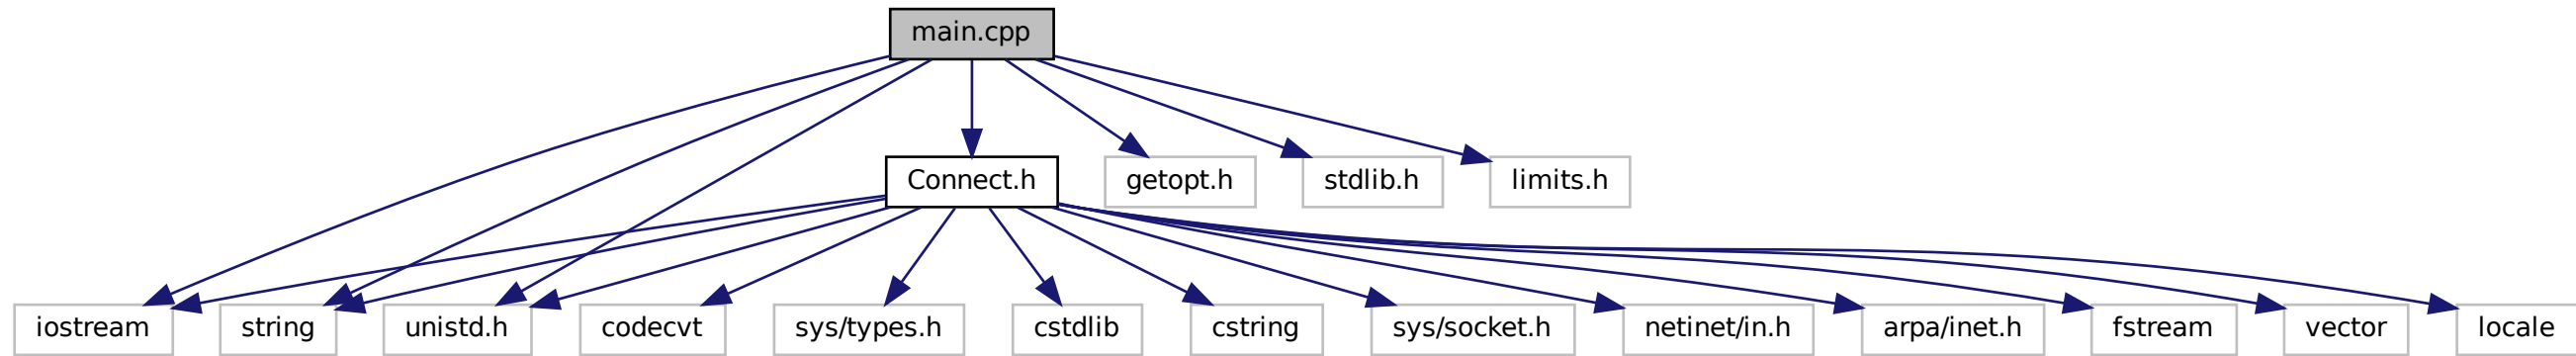 main.cpp
Connect.h
getopt.h
stdlib.h
limits.h
iostream
string
unistd.h
codecvt
sys/types.h
cstdlib
cstring
sys/socket.h
netinet/in.h
arpa/inet.h
fstream
vector
locale